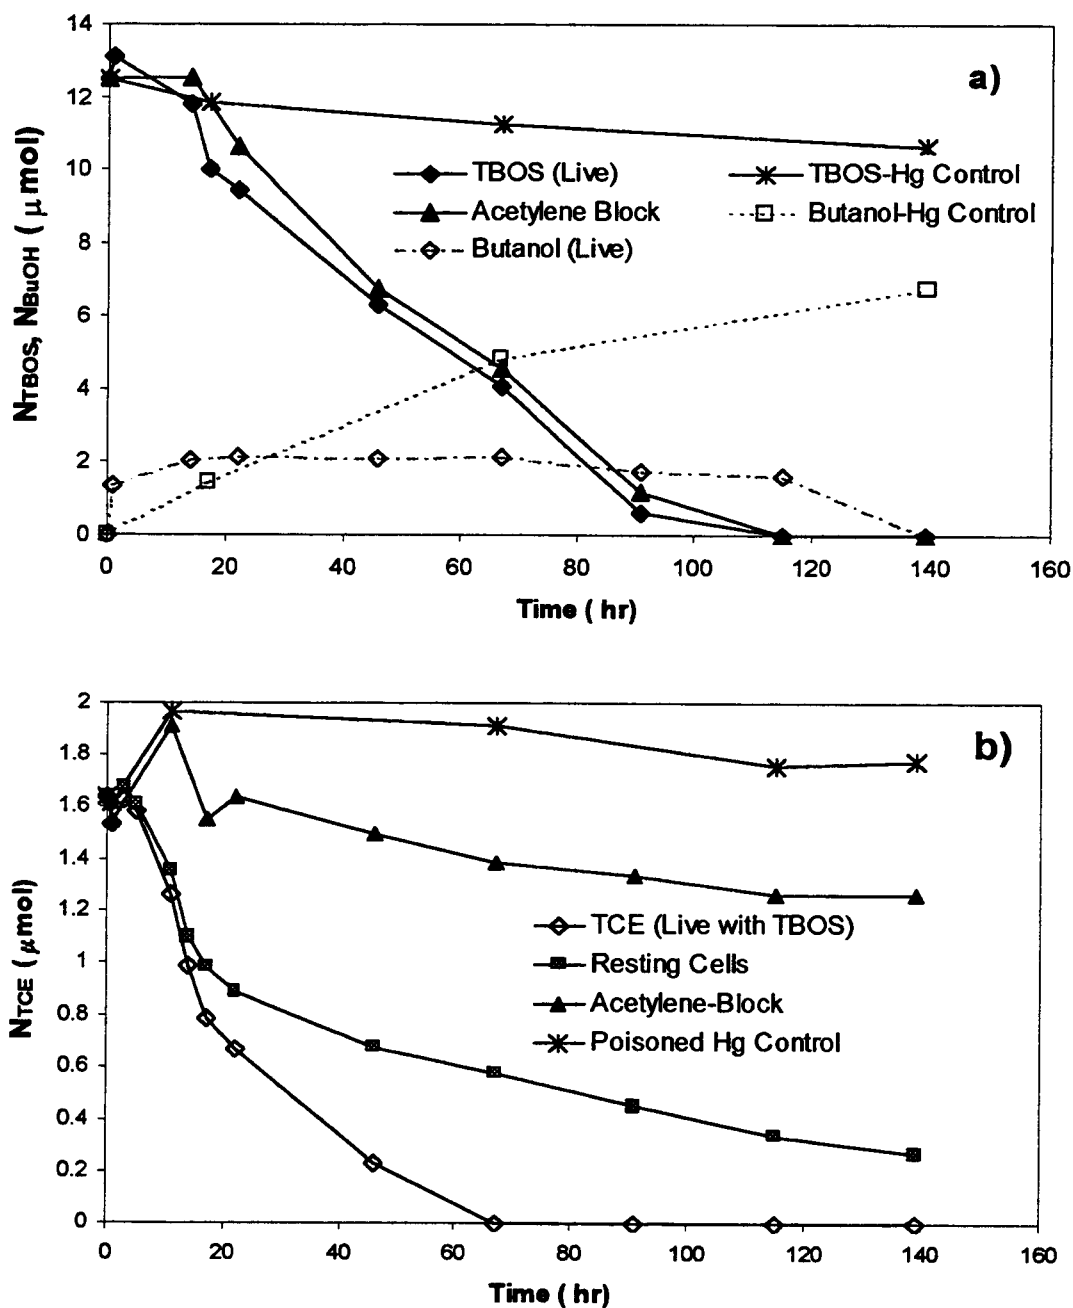 14
12
10
8
6
4
2
0
a)
TBOS (Live)
TBOS-Hg Control
Acetylene Block
Butanol-Hg Control
Butanol (Live)
NTBOS, NBuOH ( μmol)
0 20 40 60 80 100 120 140 160
Time ( hr)
2
1.8
1.6
1.4
1.2
1
0.8
0.6
0.4
0.2
0
b)
TCE (Live with TBOS)
Resting Cells
Acetylene-Block
Poisoned Hg Control
NTCE ( μmol)
0 20 40 60 80 100 120 140 160
Time ( hr)